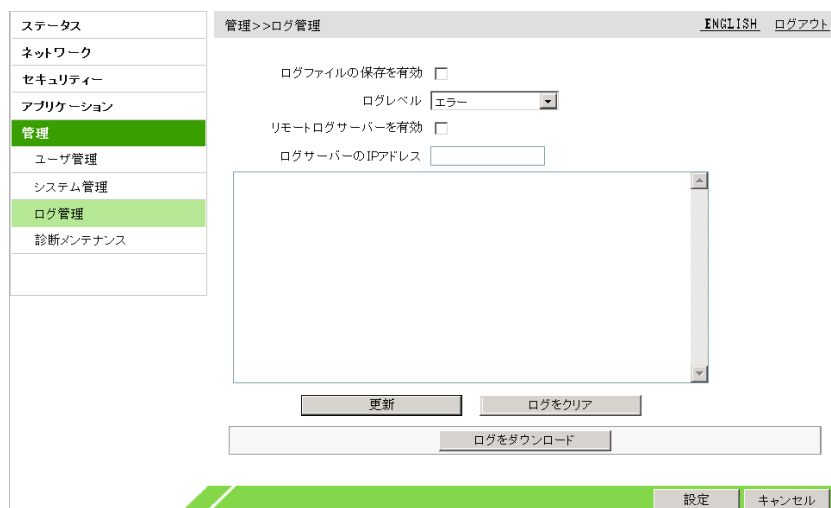 ステータス
ネットワーク
セキュリティー
アプリケーション
管理
ユーザ管理
システム管理
ログ管理
診断メンテナンス
管理>>ログ管理
ENGLISH ログアウト
ログファイルの保存を有効
ログレベル エラー
リモートログサーバーを有効
ログサーバーのIPアドレス
更新 ログをクリア
ログをダウンロード
設定 キャンセル